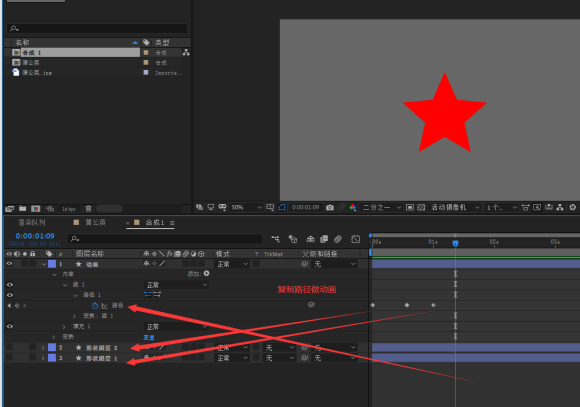 名称 类型
合成 1 合成
蒲公英 合成
蒲公英.jpg Importe...
16 bpc
50% 0:00:01:09 二分之一 活动摄像机 1个...
渲染队列 蒲公英 × 合成 1 ≡
0:00:01:09
# 图层名称 模式 T TrkMat 父级和链接
:00s 01s 02s 03s
1 ★ 动画 正常 无
内容 添加:
组 1 正常
路径 1
路径
复制路径做动画
变换: 组 1
填充 1 正常
变换 重置
2 ★ 形状图层 2 正常 无 无
3 ★ 形状图层 1 正常 无 无